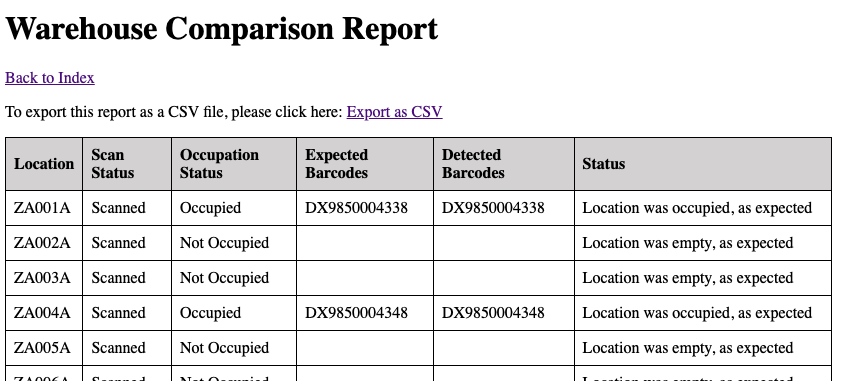 Warehouse Comparison Report
Back to Index
To export this report as a CSV file, please click here: Export as CSV
Location Scan Status Occupation Status Expected Barcodes Detected Barcodes Status
ZA001A Scanned Occupied DX9850004338 DX9850004338 Location was occupied, as expected
ZA002A Scanned Not Occupied Location was empty, as expected
ZA003A Scanned Not Occupied Location was empty, as expected
ZA004A Scanned Occupied DX9850004348 DX9850004348 Location was occupied, as expected
ZA005A Scanned Not Occupied Location was empty, as expected